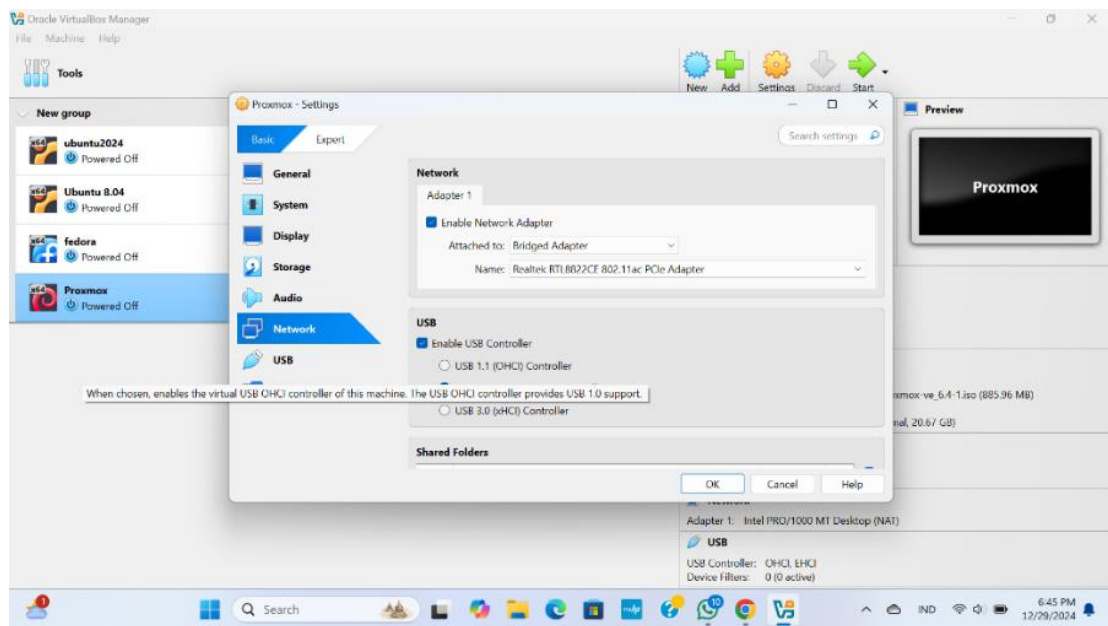 Oracle VirtualBox Manager
File Machine Help
Tools
New Add Settings Discard Start
New group
ubuntu2024
Powered Off
Ubuntu 8.04
Powered Off
fedora
Powered Off
Proxmox
Powered Off
Proxmox - Settings
Basic Expert
Search settings
General
System
Display
Storage
Audio
Network
USB
Network
Adapter 1
Enable Network Adapter
Attached to: Bridged Adapter
Name: Realtek RTL8822CE 802.11ac PCIe Adapter
USB
Enable USB Controller
USB 1.1 (OHCI) Controller
When chosen, enables the virtual USB OHCI controller of this machine. The USB OHCI controller provides USB 1.0 support.
USB 3.0 (xHCI) Controller
Shared Folders
OK Cancel Help
Preview
Proxmox
xmox-ve_6.4-1.iso (885.96 MB)
nal, 20.67 GB)
Adapter 1: Intel PRO/1000 MT Desktop (NAT)
USB
USB Controller: OHCI, EHCI
Device Filters: 0 (0 active)
Search
IND
6:45 PM
12/29/2024